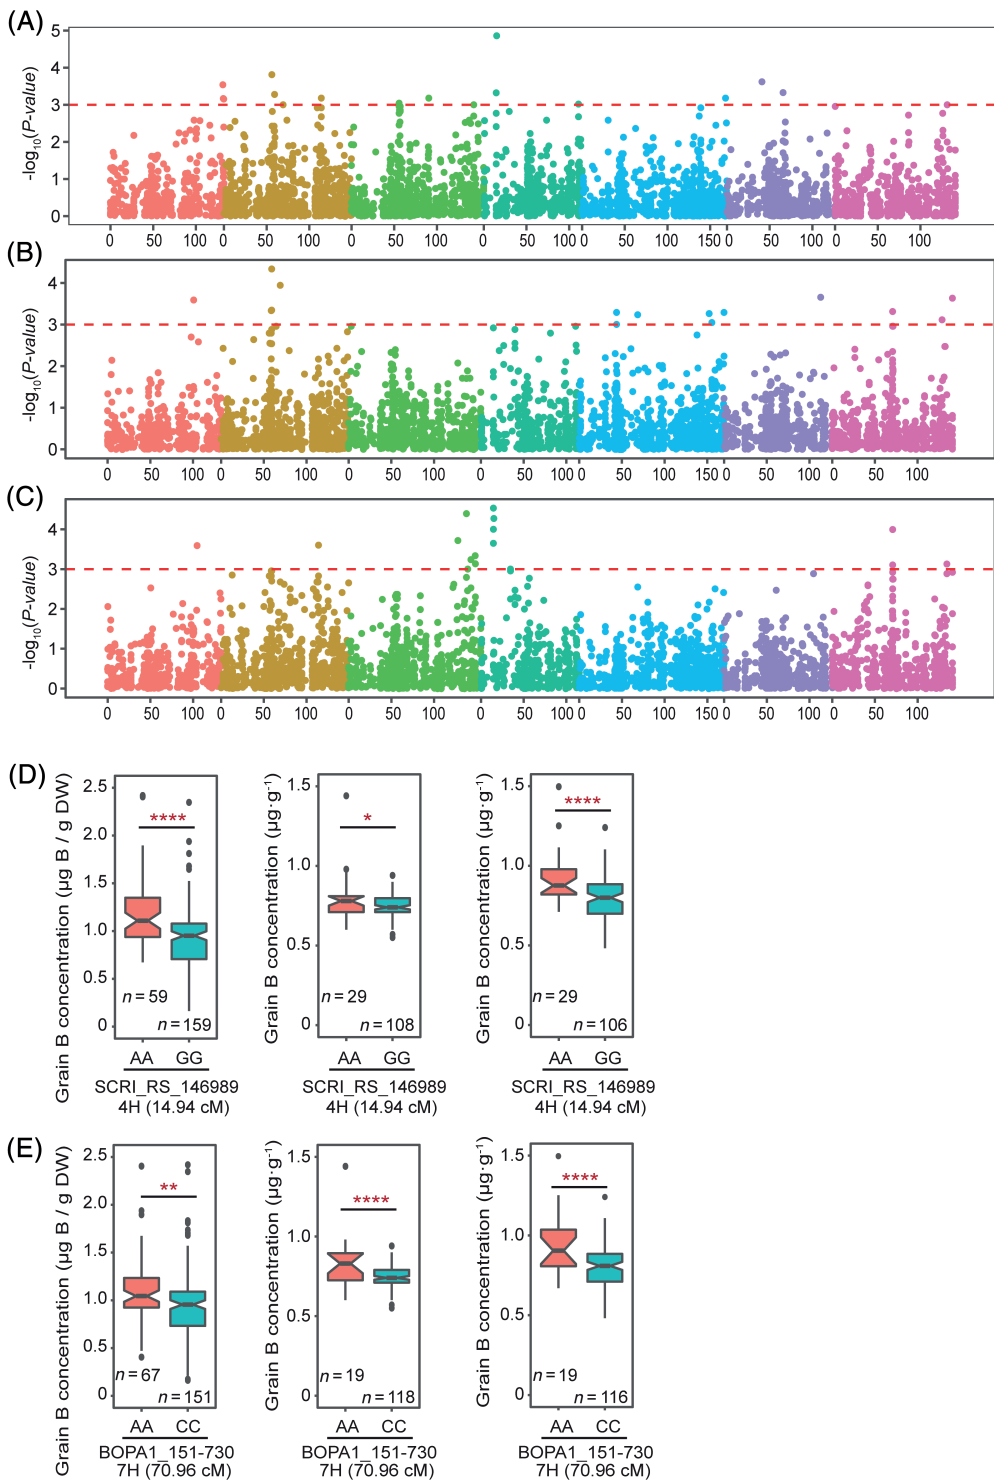 (A)
-log10(P-value)
5
4
3
2
1
0
0 50 100 0 50 100 0 50 100 0 50 100 0 50 100 150 0 50 100 0 50 100
(B)
-log10(P-value)
4
3
2
1
0
0 50 100 0 50 100 0 50 100 0 50 100 0 50 100 150 0 50 100 0 50 100
(C)
-log10(P-value)
4
3
2
1
0
0 50 100 0 50 100 0 50 100 0 50 100 0 50 100 150 0 50 100 0 50 100
(D)
Grain B concentration (µg B / g DW)
2.5
2.0
1.5
1.0
0.5
0
****
n = 59
n = 159
AA GG
SCRI_RS_146989
4H (14.94 cM)
Grain B concentration (µg·g-1)
1.5
1.0
0.5
0
*
n = 29
n = 108
AA GG
SCRI_RS_146989
4H (14.94 cM)
Grain B concentration (µg·g-1)
1.5
1.0
0.5
0
****
n = 29
n = 106
AA GG
SCRI_RS_146989
4H (14.94 cM)
(E)
Grain B concentration (µg B / g DW)
2.5
2.0
1.5
1.0
0.5
0
**
n = 67
n = 151
AA CC
BOPA1_151-730
7H (70.96 cM)
Grain B concentration (µg·g-1)
1.5
1.0
0.5
0
****
n = 19
n = 118
AA CC
BOPA1_151-730
7H (70.96 cM)
Grain B concentration (µg·g-1)
1.5
1.0
0.5
0
****
n = 19
n = 116
AA CC
BOPA1_151-730
7H (70.96 cM)